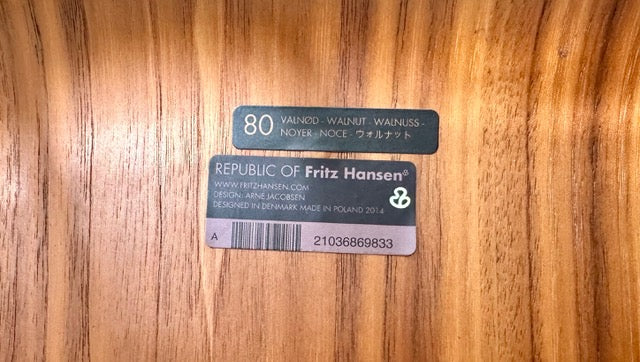 80 VALNØD - WALNUT - WALNUSS -
NOYER - NOCE - ウォルナット
REPUBLIC OF Fritz Hansen®
WWW.FRITZHANSEN.COM
DESIGN: ARNE JACOBSEN
DESIGNED IN DENMARK MADE IN POLAND 2014
A 21036869833